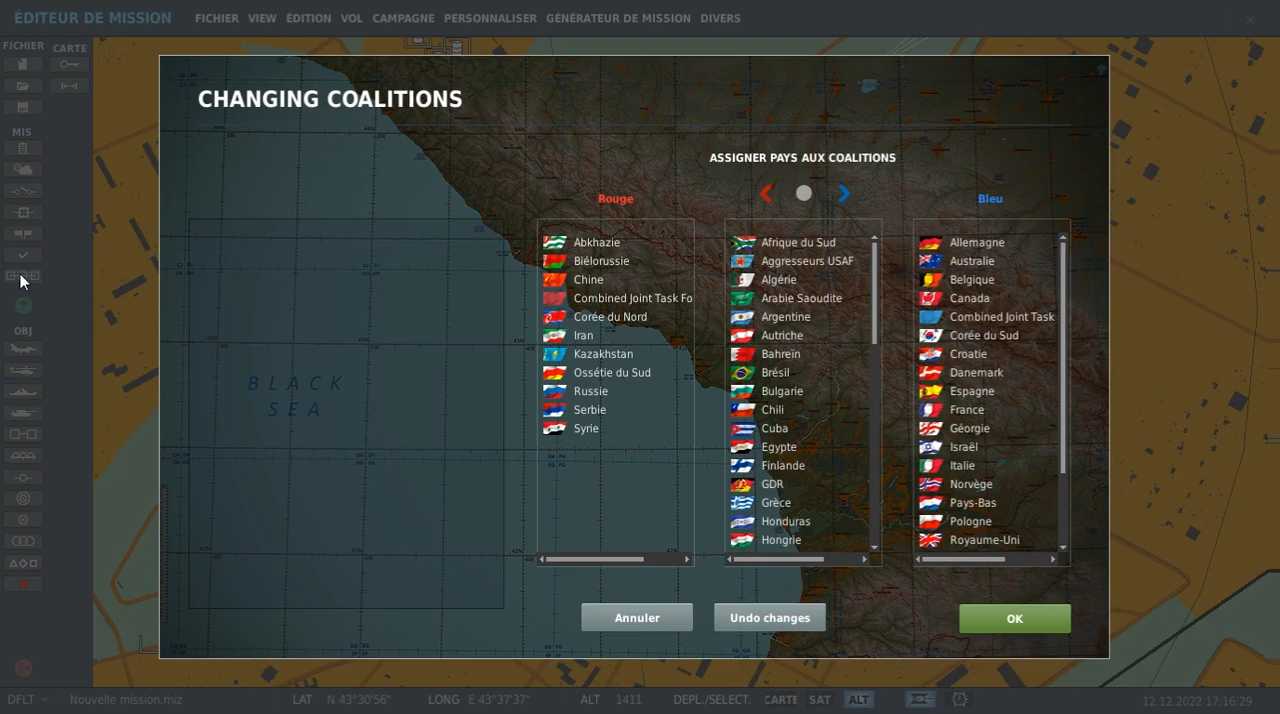 ÉDITEUR DE MISSION
FICHIER VIEW ÉDITION VOL CAMPAGNE PERSONNALISER GÉNÉRATEUR DE MISSION DIVERS
FICHIER CARTE
MIS
OBJ
CHANGING COALITIONS
ASSIGNER PAYS AUX COALITIONS
Rouge
Bleu
BLACK
SEA
Abkhazie
Biélorussie
Chine
Combined Joint Task Fo
Corée du Nord
Iran
Kazakhstan
Ossétie du Sud
Russie
Serbie
Syrie
Afrique du Sud
Aggresseurs USAF
Algérie
Arabie Saoudite
Argentine
Autriche
Bahreïn
Brésil
Bulgarie
Chili
Cuba
Egypte
Finlande
GDR
Grèce
Honduras
Hongrie
Allemagne
Australie
Belgique
Canada
Combined Joint Task
Corée du Sud
Croatie
Danemark
Espagne
France
Géorgie
Israël
Italie
Norvège
Pays-Bas
Pologne
Royaume-Uni
Annuler
Undo changes
OK
DFLT Nouvelle mission.miz LAT N 43°30'56" LONG E 43°37'37" ALT 1411 DEPL./SELECT. CARTE SAT ALT 12.12.2022 17:16:29